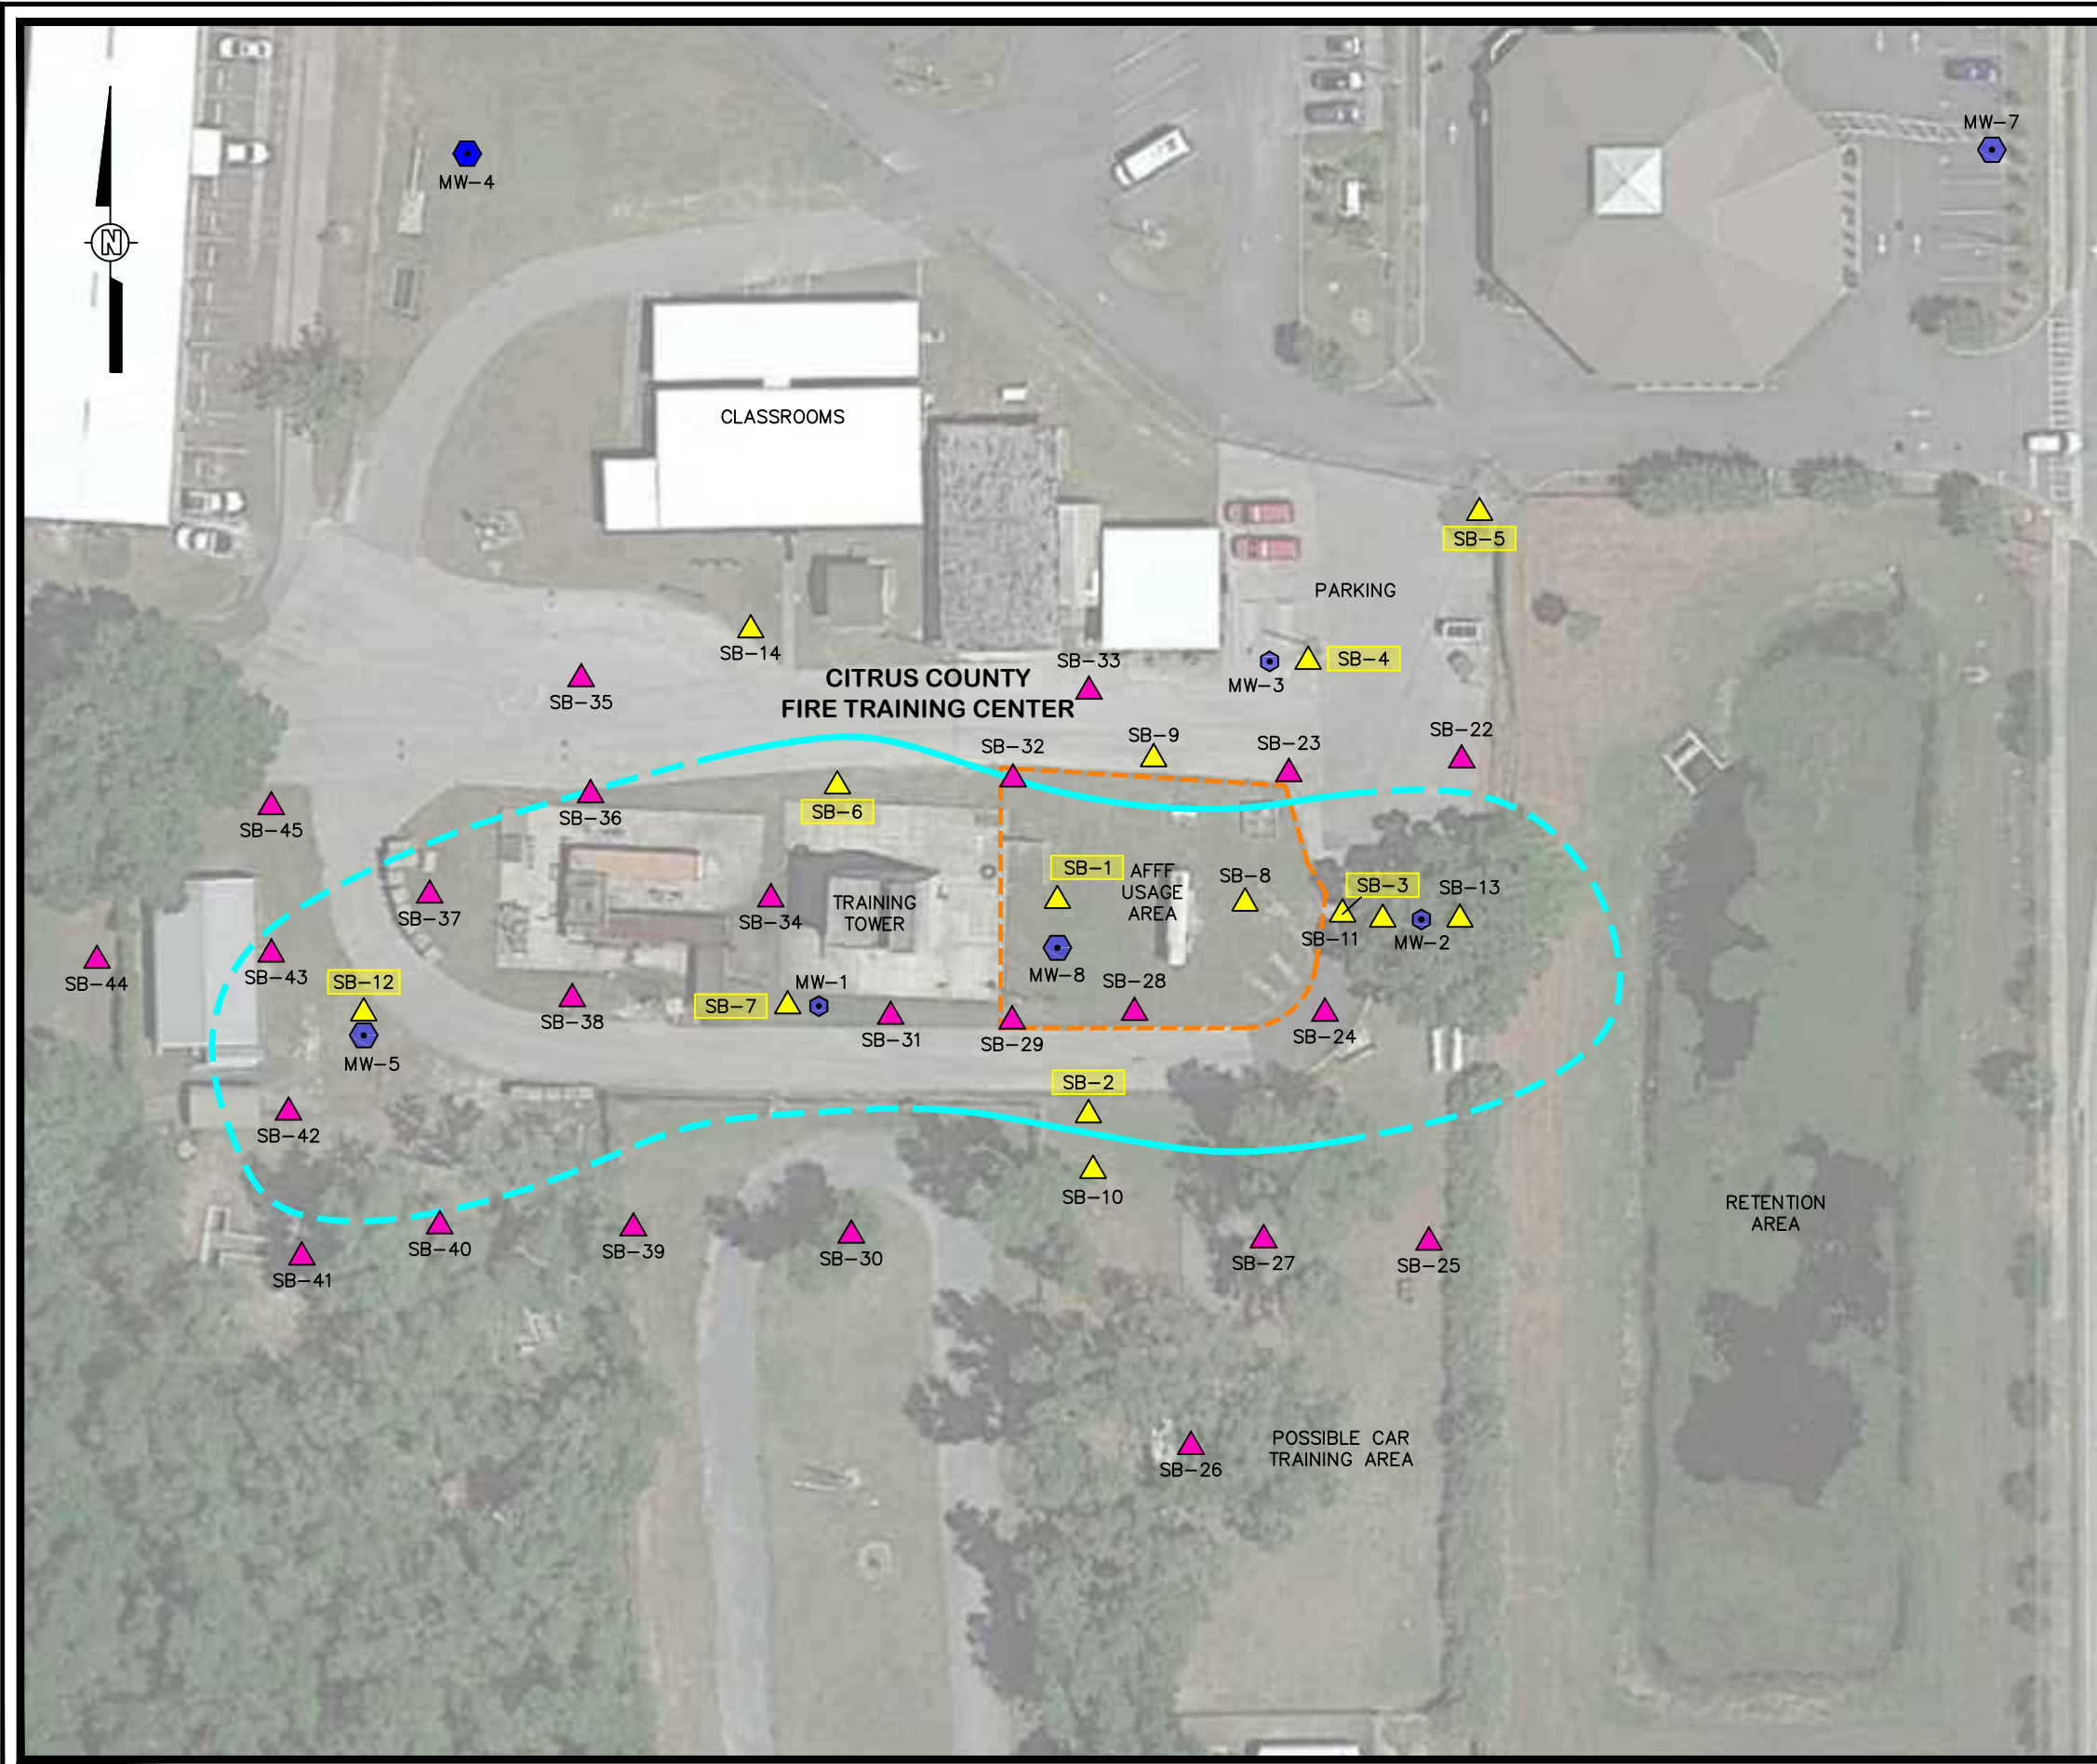 MW-7
MW-4
N
CLASSROOMS
SB-5
PARKING
SB-14
SB-33
SB-4
MW-3
CITRUS COUNTY
FIRE TRAINING CENTER
SB-35
SB-22
SB-9
SB-23
SB-32
SB-6
SB-36
SB-45
SB-1
AFFF
USAGE
AREA
SB-8
SB-3
SB-13
TRAINING
TOWER
SB-37
SB-34
SB-11
MW-2
SB-44
SB-43
SB-12
MW-8
MW-1
SB-28
SB-7
SB-38
SB-31
SB-29
SB-24
MW-5
SB-2
SB-42
SB-10
RETENTION
AREA
SB-40
SB-39
SB-30
SB-27
SB-25
SB-41
POSSIBLE CAR
TRAINING AREA
SB-26